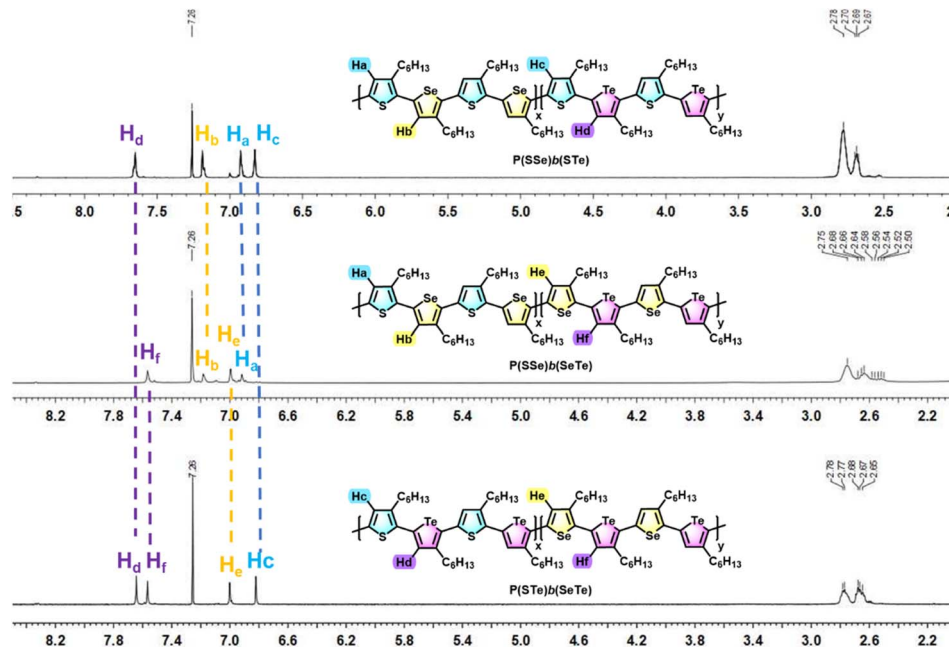 7.26
2.78
2.70
2.69
2.67
Ha C6H13 C6H13 Hc C6H13 C6H13
S Se S Se x S Te S Te y
Hb C6H13 C6H13 Hd C6H13 C6H13
P(SSe)b(STe)
Hd Hb Ha Hc
8.5 8.0 7.5 7.0 6.5 6.0 5.5 5.0 4.5 4.0 3.5 3.0 2.5 2
7.26
2.75
2.68
2.66
2.64
2.58
2.56
2.54
2.52
2.50
Ha C6H13 C6H13 He C6H13 C6H13
S Se S Se x Se Te Se Te y
Hb C6H13 C6H13 Hf C6H13 C6H13
P(SSe)b(SeTe)
Hf Hb He Ha
8.2 7.8 7.4 7.0 6.6 6.2 5.8 5.4 5.0 4.6 4.2 3.8 3.4 3.0 2.6 2.2
7.26
2.78
2.77
2.68
2.67
2.65
Hc C6H13 C6H13 He C6H13 C6H13
S Te S Te x Se Te Se Te y
Hd C6H13 C6H13 Hf C6H13 C6H13
P(STe)b(SeTe)
Hd Hf He Hc
8.2 7.8 7.4 7.0 6.6 6.2 5.8 5.4 5.0 4.6 4.2 3.8 3.4 3.0 2.6 2.2